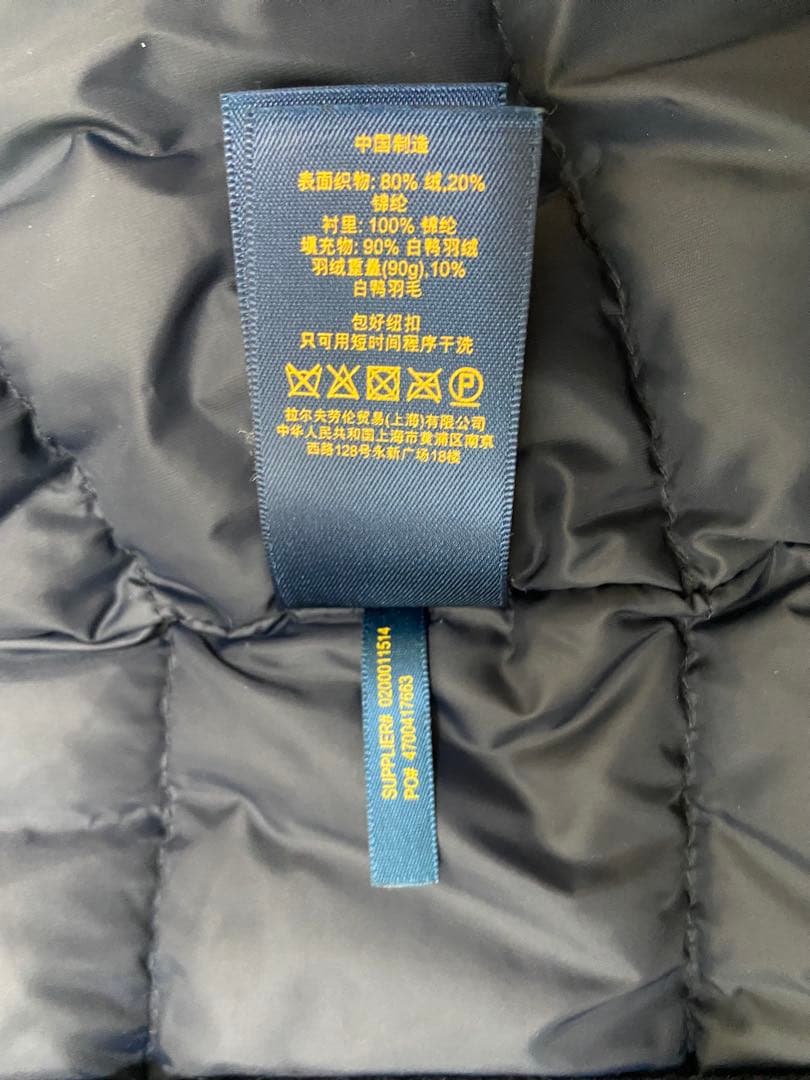 中国制造
表面织物: 80% 绒,20%
锦纶
衬里: 100% 锦纶
填充物: 90% 白鸭羽绒
羽绒重量(90g),10%
白鸭羽毛
包好纽扣
只可用短时间程序干洗
P
拉尔夫劳伦贸易(上海)有限公司
中华人民共和国上海市黄浦区南京
西路128号永新广场18楼
SUPPLIER# 0200011514
PO# 4700417663